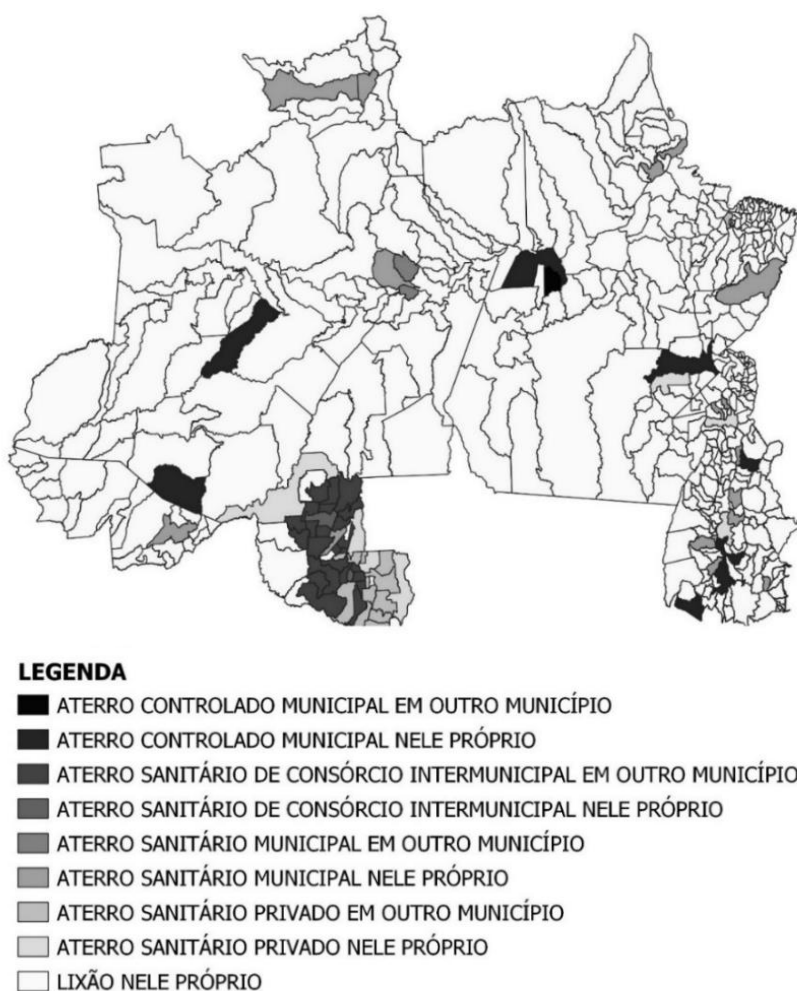 LEGENDA
ATERRO CONTROLADO MUNICIPAL EM OUTRO MUNICÍPIO
ATERRO CONTROLADO MUNICIPAL NELE PRÓPRIO
ATERRO SANITÁRIO DE CONSÓRCIO INTERMUNICIPAL EM OUTRO MUNICÍPIO
ATERRO SANITÁRIO DE CONSÓRCIO INTERMUNICIPAL NELE PRÓPRIO
ATERRO SANITÁRIO MUNICIPAL EM OUTRO MUNICÍPIO
ATERRO SANITÁRIO MUNICIPAL NELE PRÓPRIO
ATERRO SANITÁRIO PRIVADO EM OUTRO MUNICÍPIO
ATERRO SANITÁRIO PRIVADO NELE PRÓPRIO
LIXÃO NELE PRÓPRIO